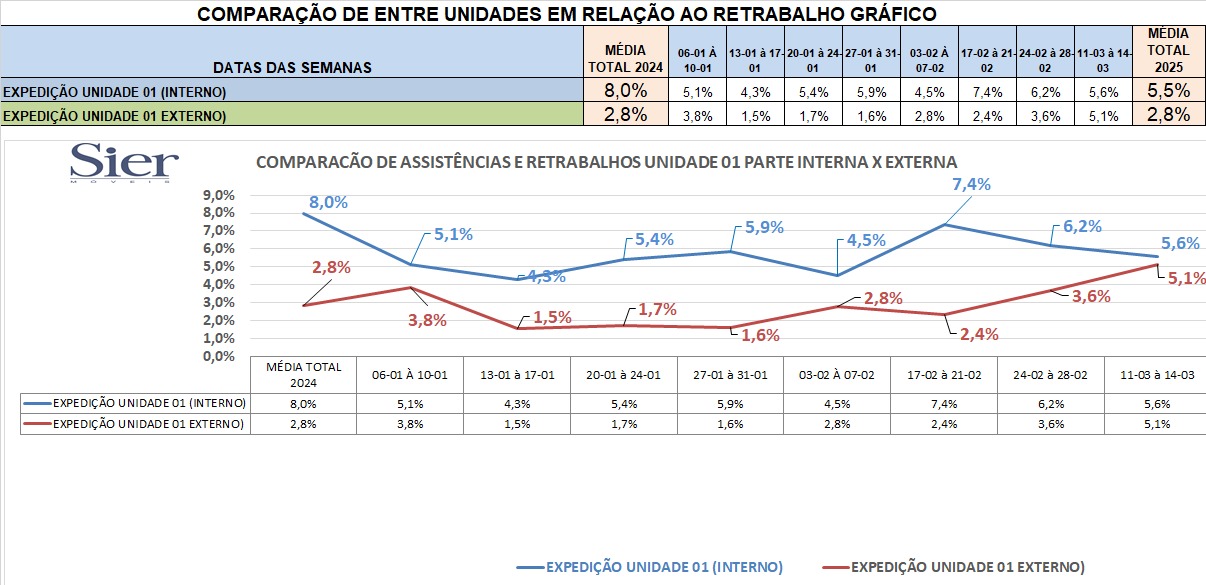 COMPARAÇÃO DE ENTRE UNIDADES EM RELAÇÃO AO RETRABALHO GRÁFICO
DATAS DAS SEMANAS MÉDIA TOTAL 2024 06-01 À 10-01 13-01 à 17-01 20-01 à 24-01 27-01 à 31-01 03-02 À 07-02 17-02 à 21-02 24-02 à 28-02 11-03 à 14-03 MÉDIA TOTAL 2025
EXPEDIÇÃO UNIDADE 01 (INTERNO) 8,0% 5,1% 4,3% 5,4% 5,9% 4,5% 7,4% 6,2% 5,6% 5,5%
EXPEDIÇÃO UNIDADE 01 EXTERNO) 2,8% 3,8% 1,5% 1,7% 1,6% 2,8% 2,4% 3,6% 5,1% 2,8%
Sier
MÓVEIS
COMPARACÃO DE ASSISTÊNCIAS E RETRABALHOS UNIDADE 01 PARTE INTERNA X EXTERNA
9,0%
8,0%
7,0%
6,0%
5,0%
4,0%
3,0%
2,0%
1,0%
0,0%
8,0% 5,1% 4,3% 5,4% 5,9% 4,5% 7,4% 6,2% 5,6%
2,8% 3,8% 1,5% 1,7% 1,6% 2,8% 2,4% 3,6% 5,1%
MÉDIA TOTAL 2024 06-01 À 10-01 13-01 à 17-01 20-01 à 24-01 27-01 à 31-01 03-02 À 07-02 17-02 à 21-02 24-02 à 28-02 11-03 à 14-03
EXPEDIÇÃO UNIDADE 01 (INTERNO) 8,0% 5,1% 4,3% 5,4% 5,9% 4,5% 7,4% 6,2% 5,6%
EXPEDIÇÃO UNIDADE 01 EXTERNO) 2,8% 3,8% 1,5% 1,7% 1,6% 2,8% 2,4% 3,6% 5,1%
EXPEDIÇÃO UNIDADE 01 (INTERNO) EXPEDIÇÃO UNIDADE 01 EXTERNO)